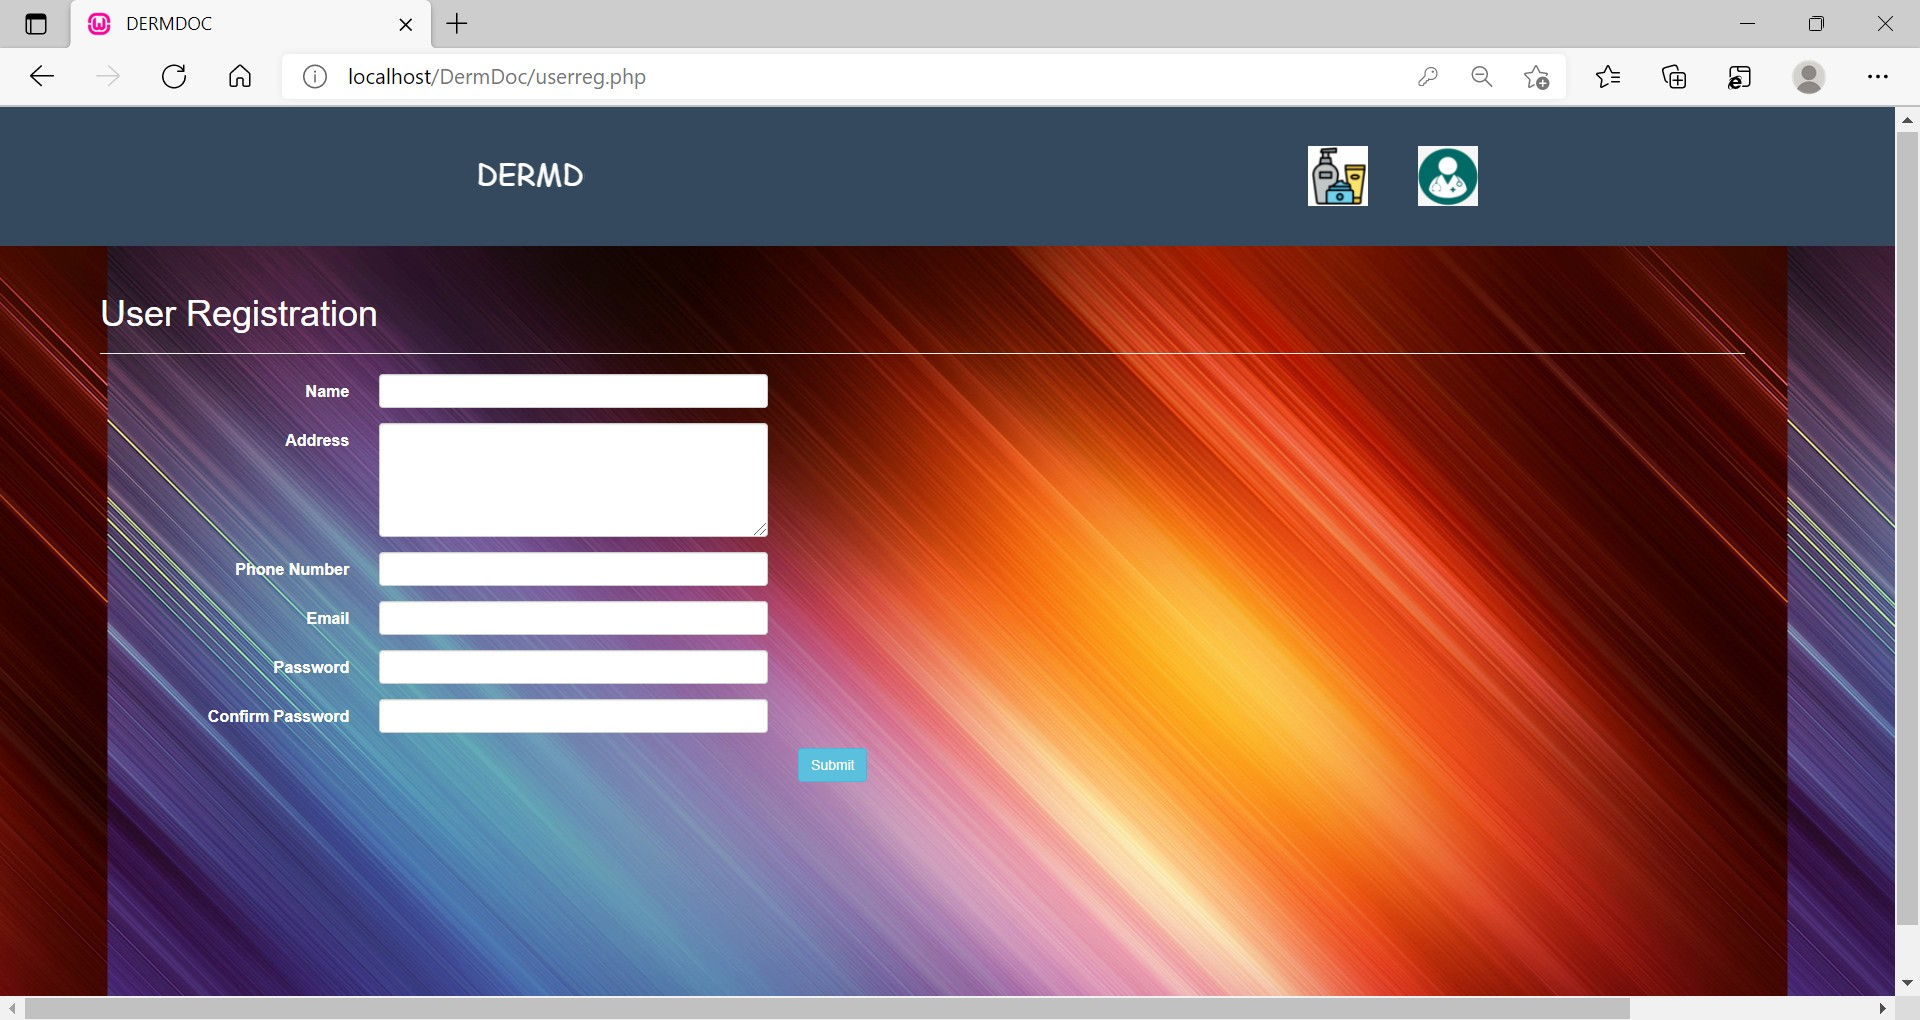 DERMDOC
localhost/DermDoc/userreg.php
DERMD
User Registration
Name
Address
Phone Number
Email
Password
Confirm Password
Submit